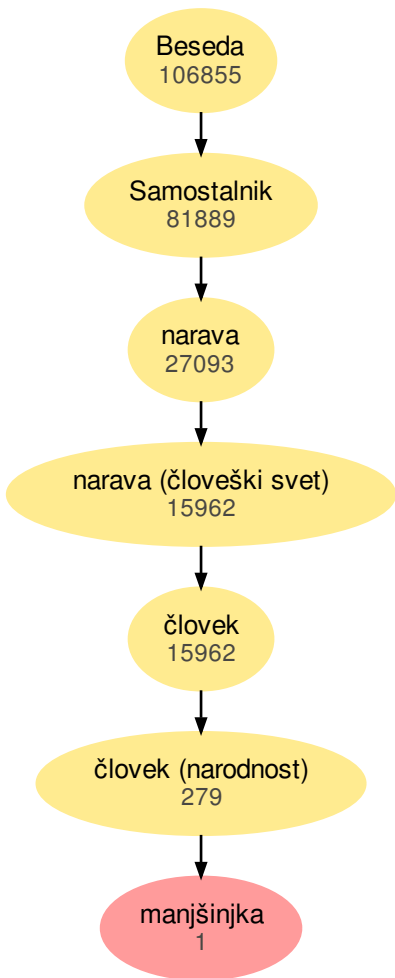 Beseda
106855
Samostalnik
81889
narava
27093
narava (človeški svet)
15962
človek
15962
človek (narodnost)
279
manjšinjka
1